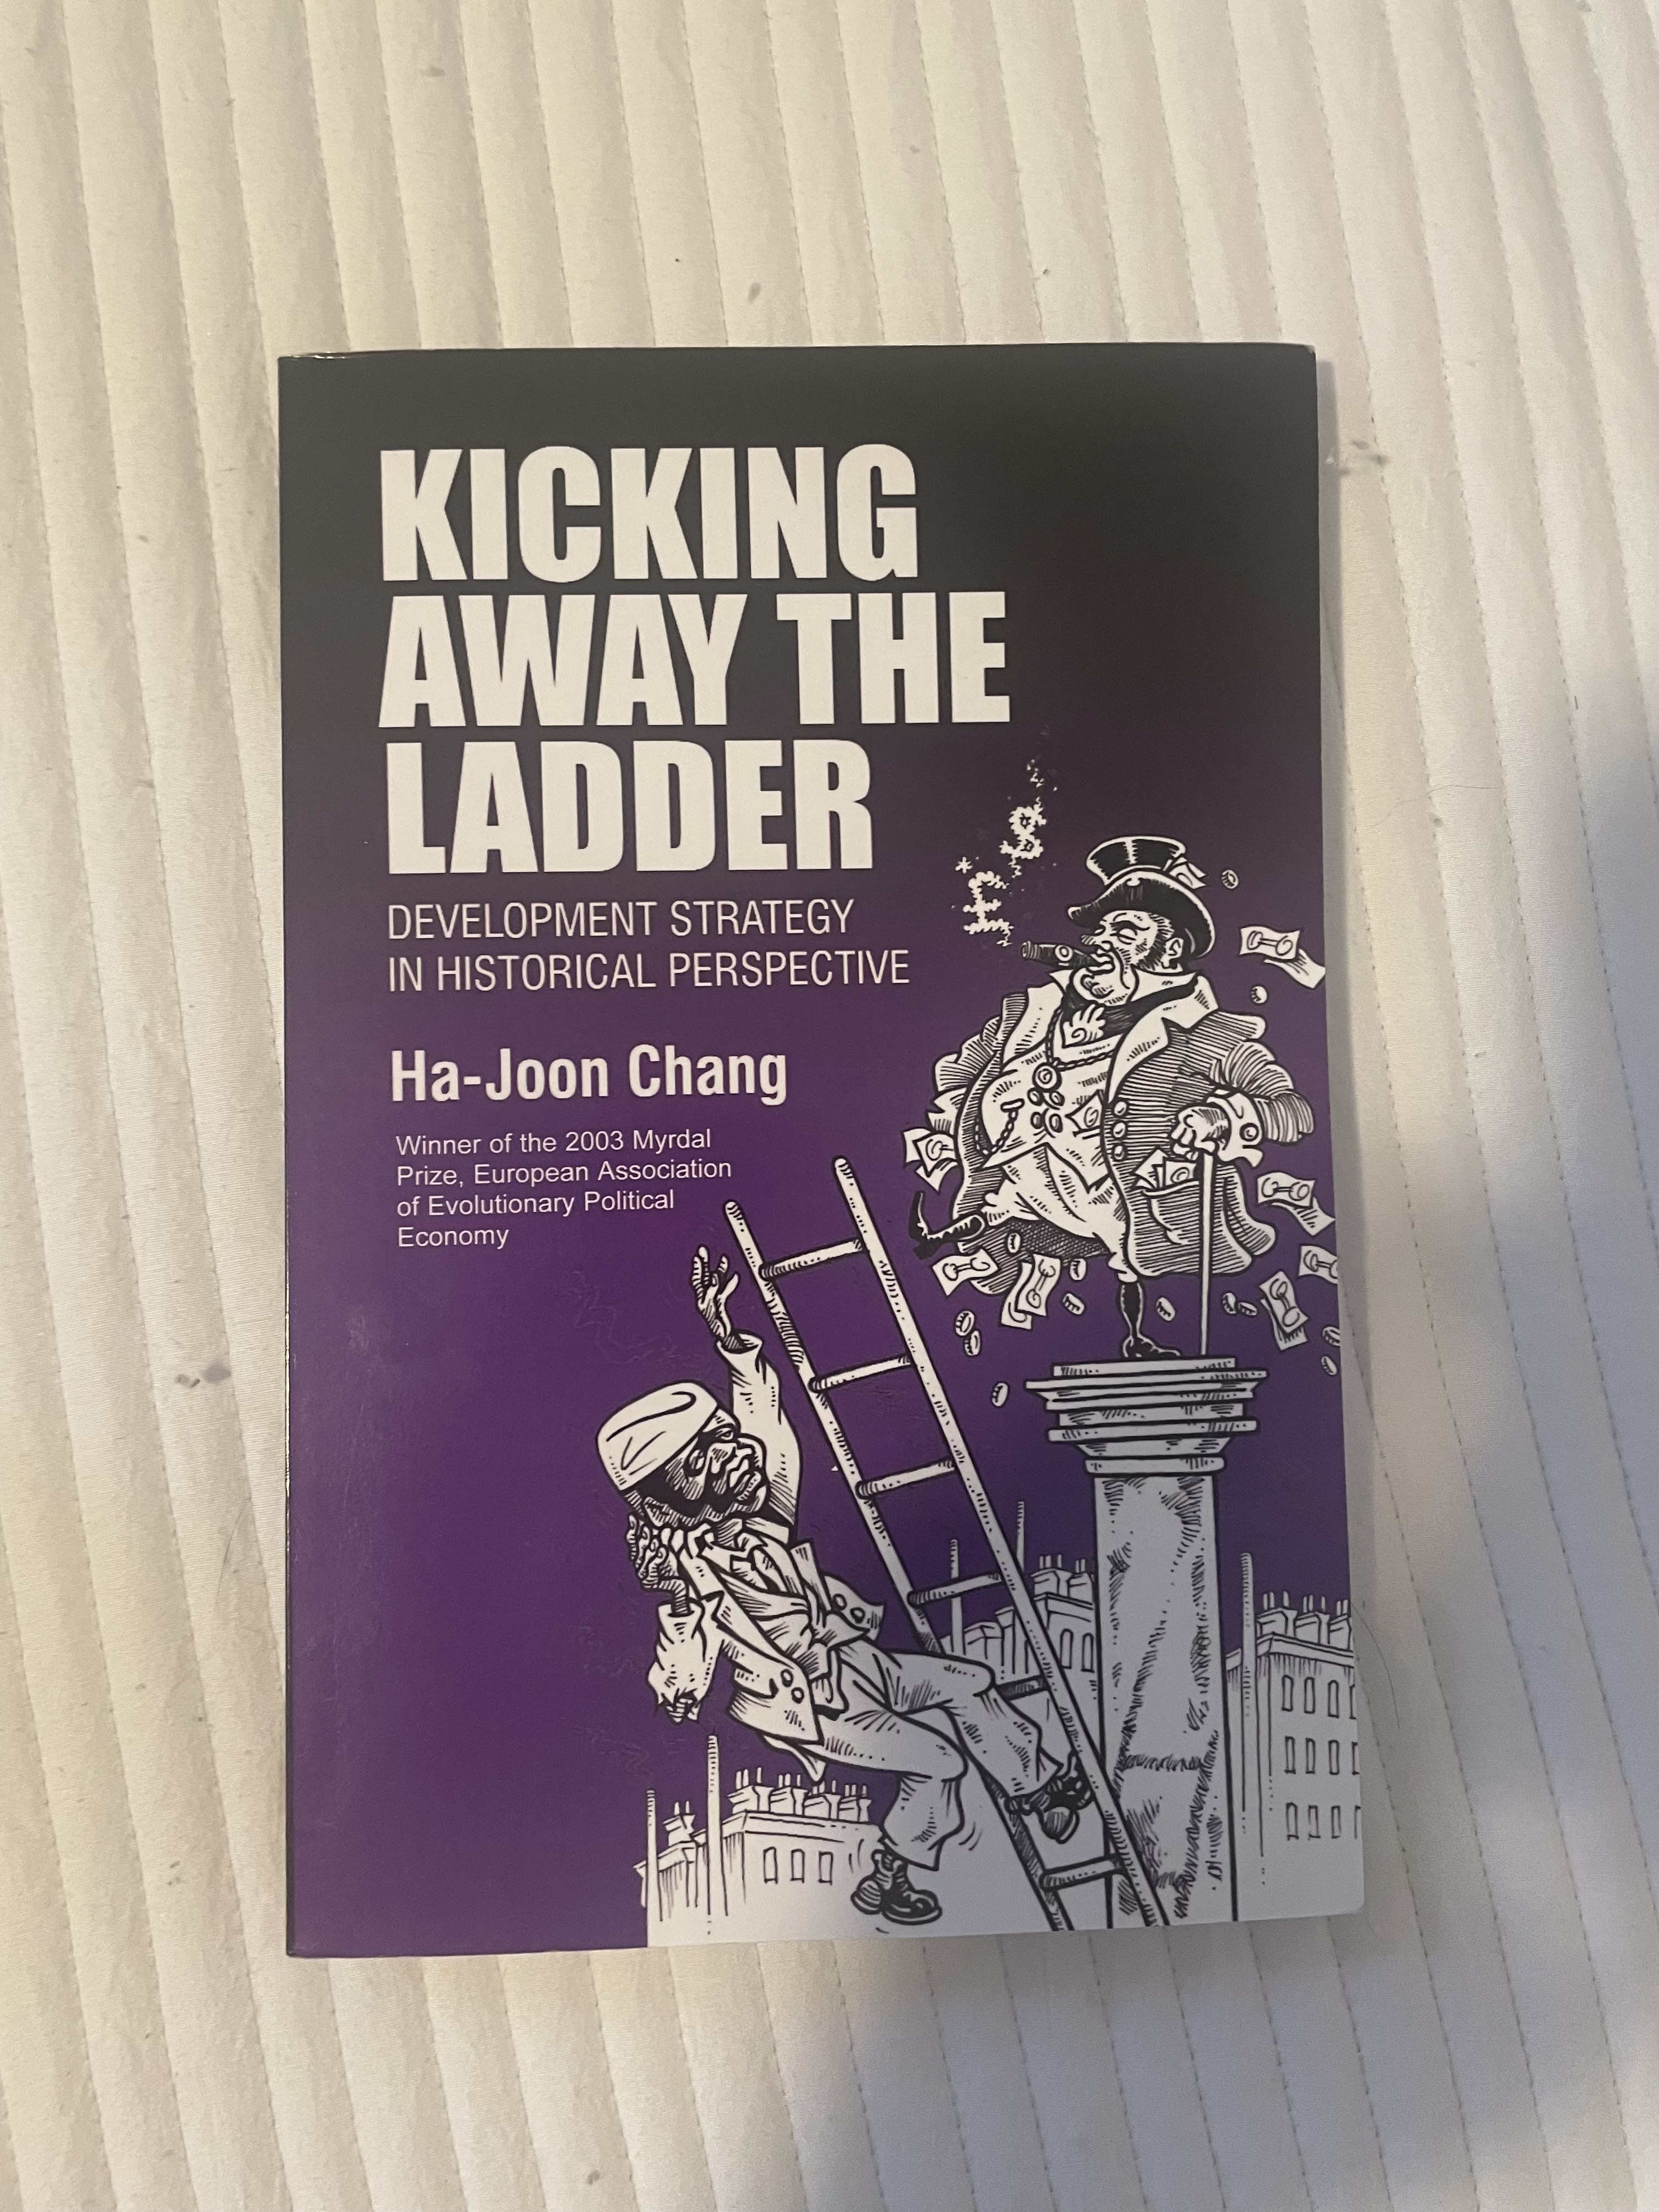 KICKING
AWAY THE
LADDER
DEVELOPMENT STRATEGY
IN HISTORICAL PERSPECTIVE
Ha-Joon Chang
Winner of the 2003 Myrdal
Prize, European Association
of Evolutionary Political
Economy
$
£